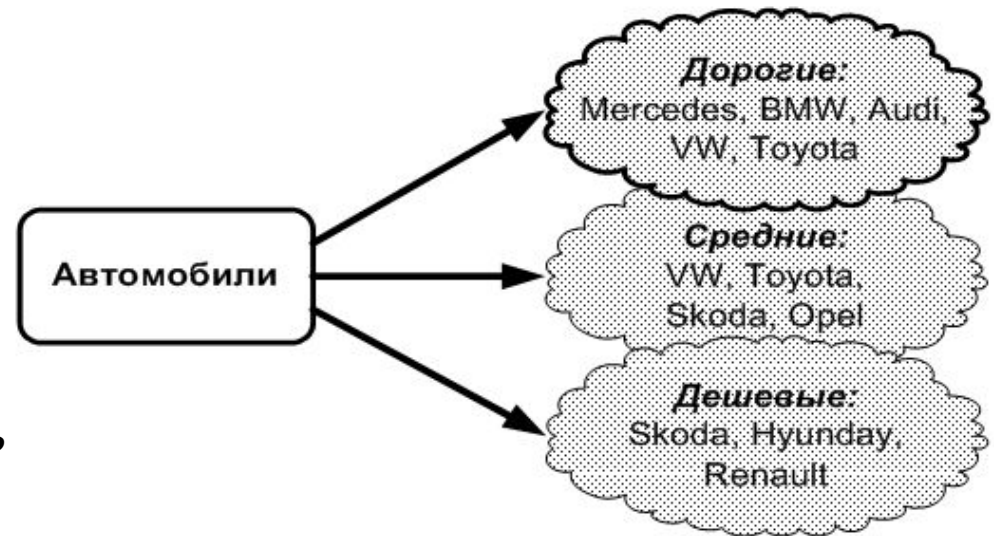 Автомобили
Дорогие:
Mercedes, BMW, Audi,
VW, Toyota
Средние:
VW, Toyota,
Skoda, Opel
Дешевые:
Skoda, Hyunday,
Renault
,